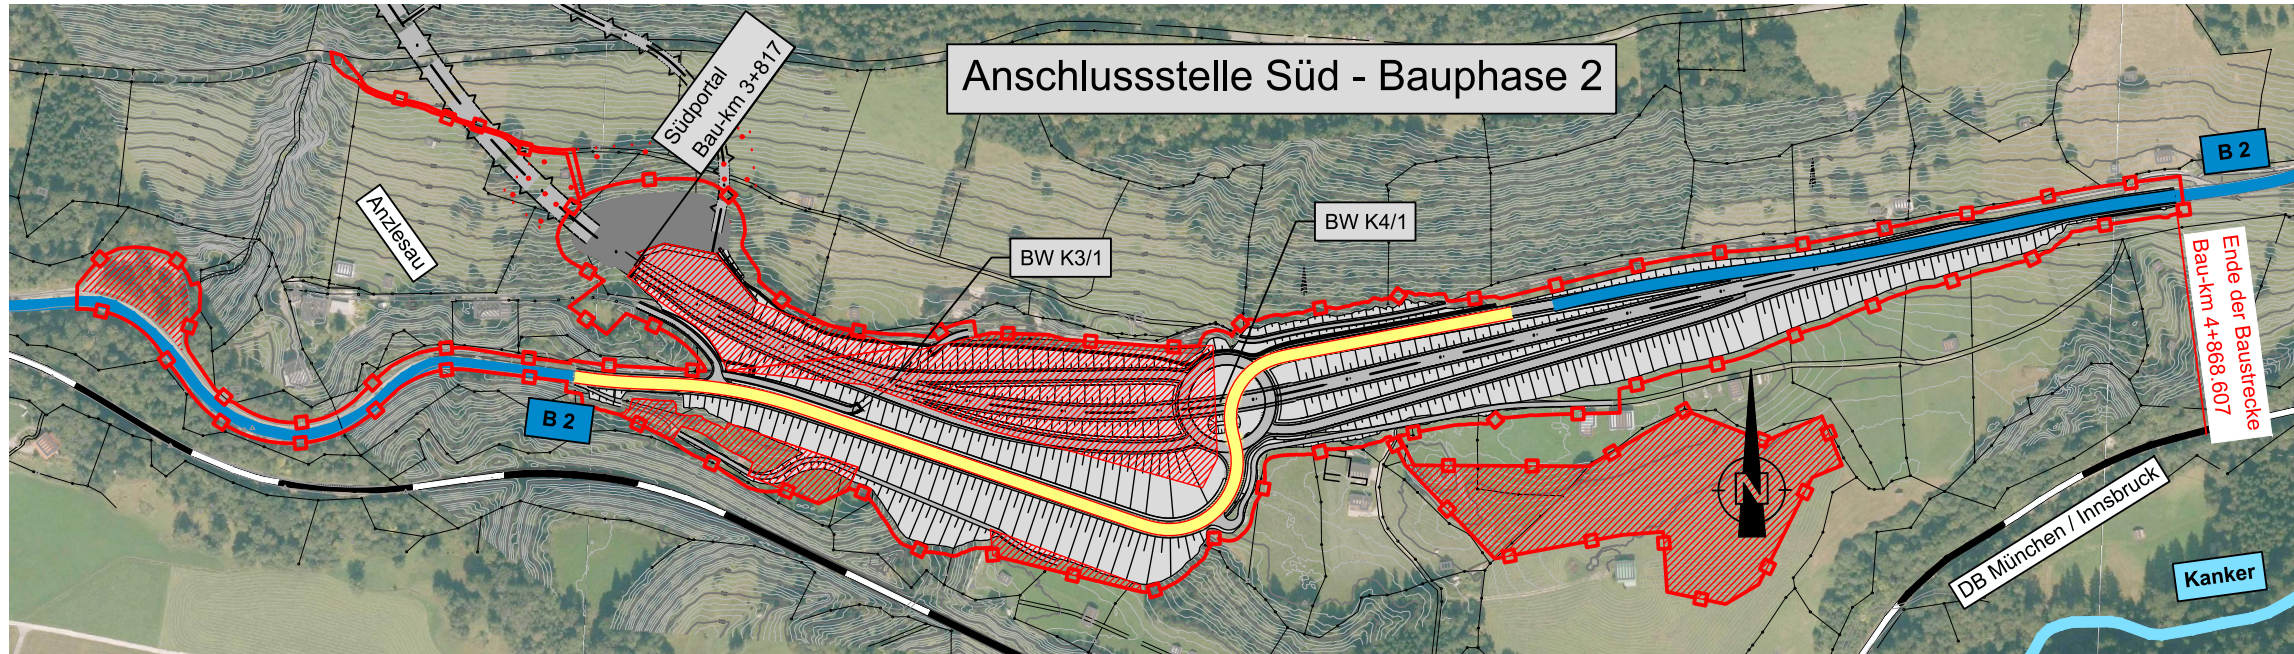 Anschlussstelle Süd - Bauphase 2
Südportal
Bau-km 3+817
B 2
Anzlesau
BW K4/1
BW K3/1
Ende der Baustrecke
Bau-km 4+868.607
B 2
N
DB München / Innsbruck
Kanker